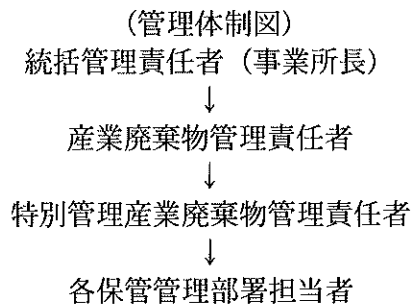 （管理体制図）
統括管理責任者（事業所長）
↓
産業廃棄物管理責任者
↓
特別管理産業廃棄物管理責任者
↓
各保管管理部署担当者